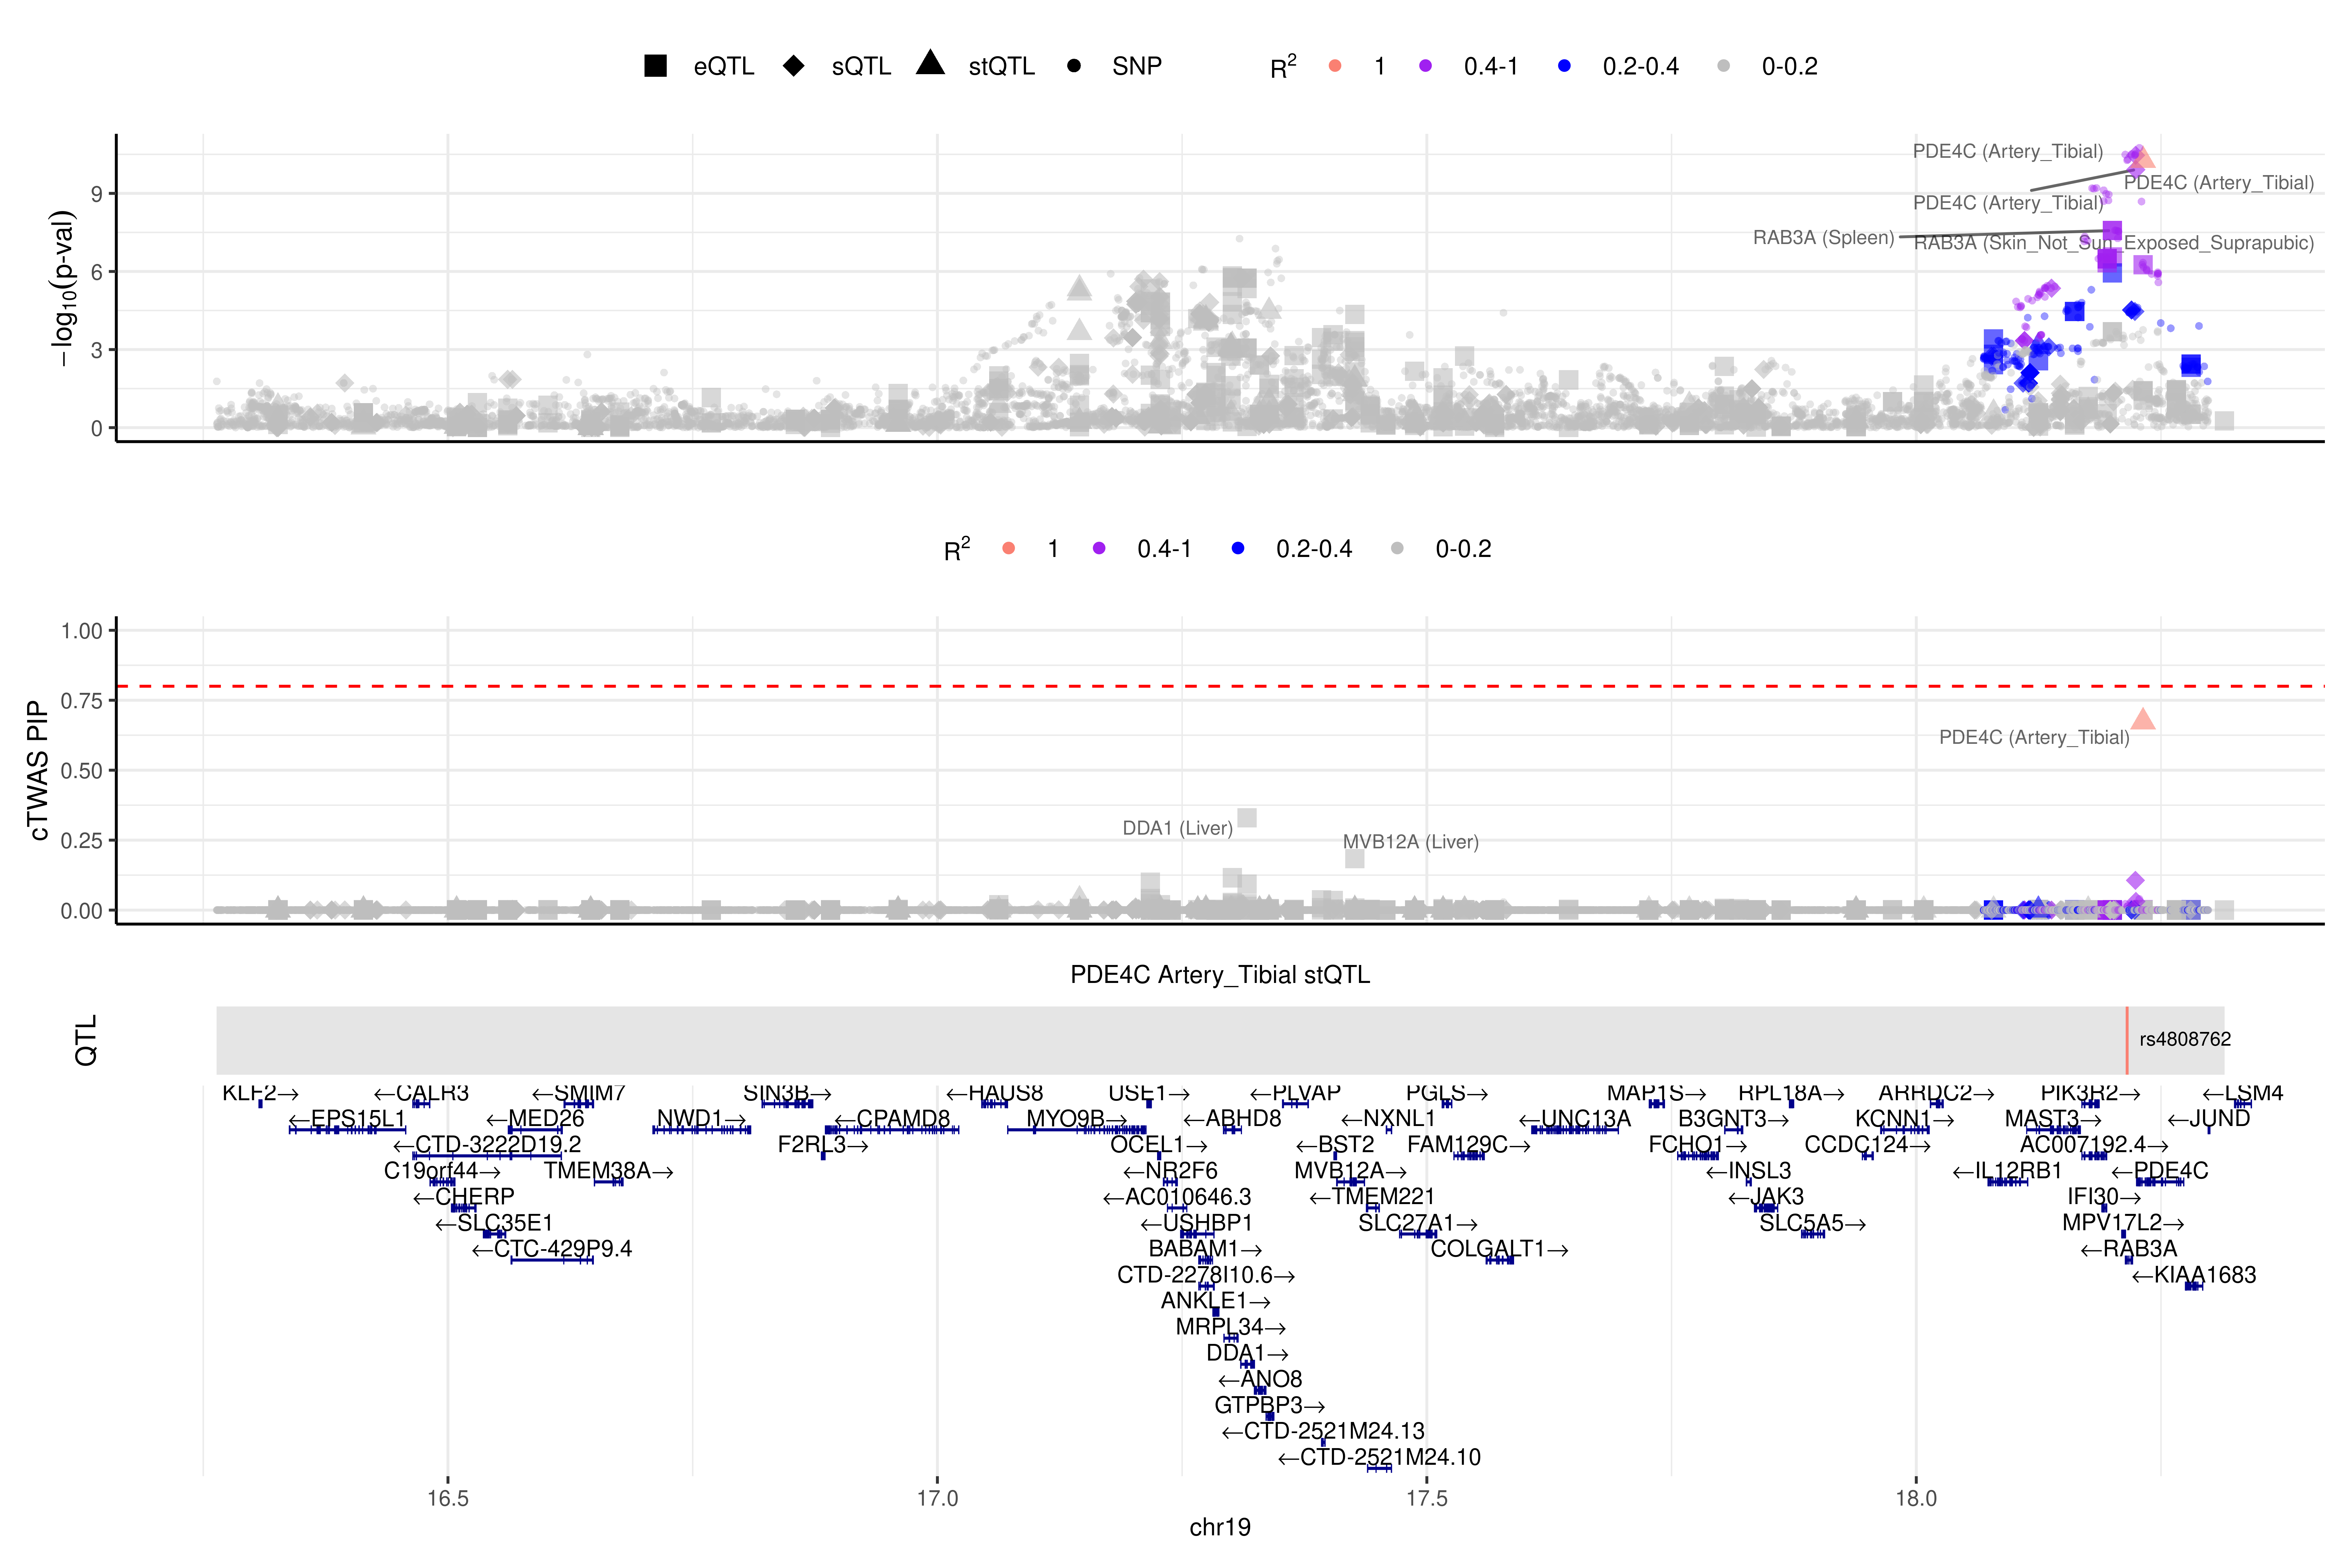 eQTL sQTL stQTL SNP R2 1 0.4-1 0.2-0.4 0-0.2
−log10(p-val)
9
6
3
0
PDE4C (Artery_Tibial)
PDE4C (Artery_Tibial)
PDE4C (Artery_Tibial)
RAB3A (Spleen)
RAB3A (Skin_Not_Sun_Exposed_Suprapubic)
R2 1 0.4-1 0.2-0.4 0-0.2
cTWAS PIP
1.00
0.75
0.50
0.25
0.00
PDE4C (Artery_Tibial)
DDA1 (Liver)
MVB12A (Liver)
PDE4C Artery_Tibial stQTL
QTL
rs4808762
KLF2→ ←CALR3 ←SMIM7 SIN3B→ ←HAUS8 USE1→ ←PLVAP PGLS→ MAP1S→ RPL18A→ ARRDC2→ PIK3R2→ ←LSM4
←EPS15L1 ←MED26 NWD1→ ←CPAMD8 MYO9B→ ←ABHD8 ←NXNL1 ←UNC13A B3GNT3→ KCNN1→ MAST3→ ←JUND
←CTD-3222D19.2 F2RL3→ OCEL1→ ←BST2 FAM129C→ FCHO1→ CCDC124→ AC007192.4→
C19orf44→ TMEM38A→ ←NR2F6 MVB12A→ ←INSL3 ←IL12RB1 ←PDE4C
←CHERP ←AC010646.3 ←TMEM221 ←JAK3 IFI30→
←SLC35E1 ←USHBP1 SLC27A1→ SLC5A5→ MPV17L2→
←CTC-429P9.4 BABAM1→ COLGALT1→ ←RAB3A
CTD-2278I10.6→ ←KIAA1683
ANKLE1→
MRPL34→
DDA1→
←ANO8
GTPBP3→
←CTD-2521M24.13
←CTD-2521M24.10
16.5 17.0 17.5 18.0
chr19